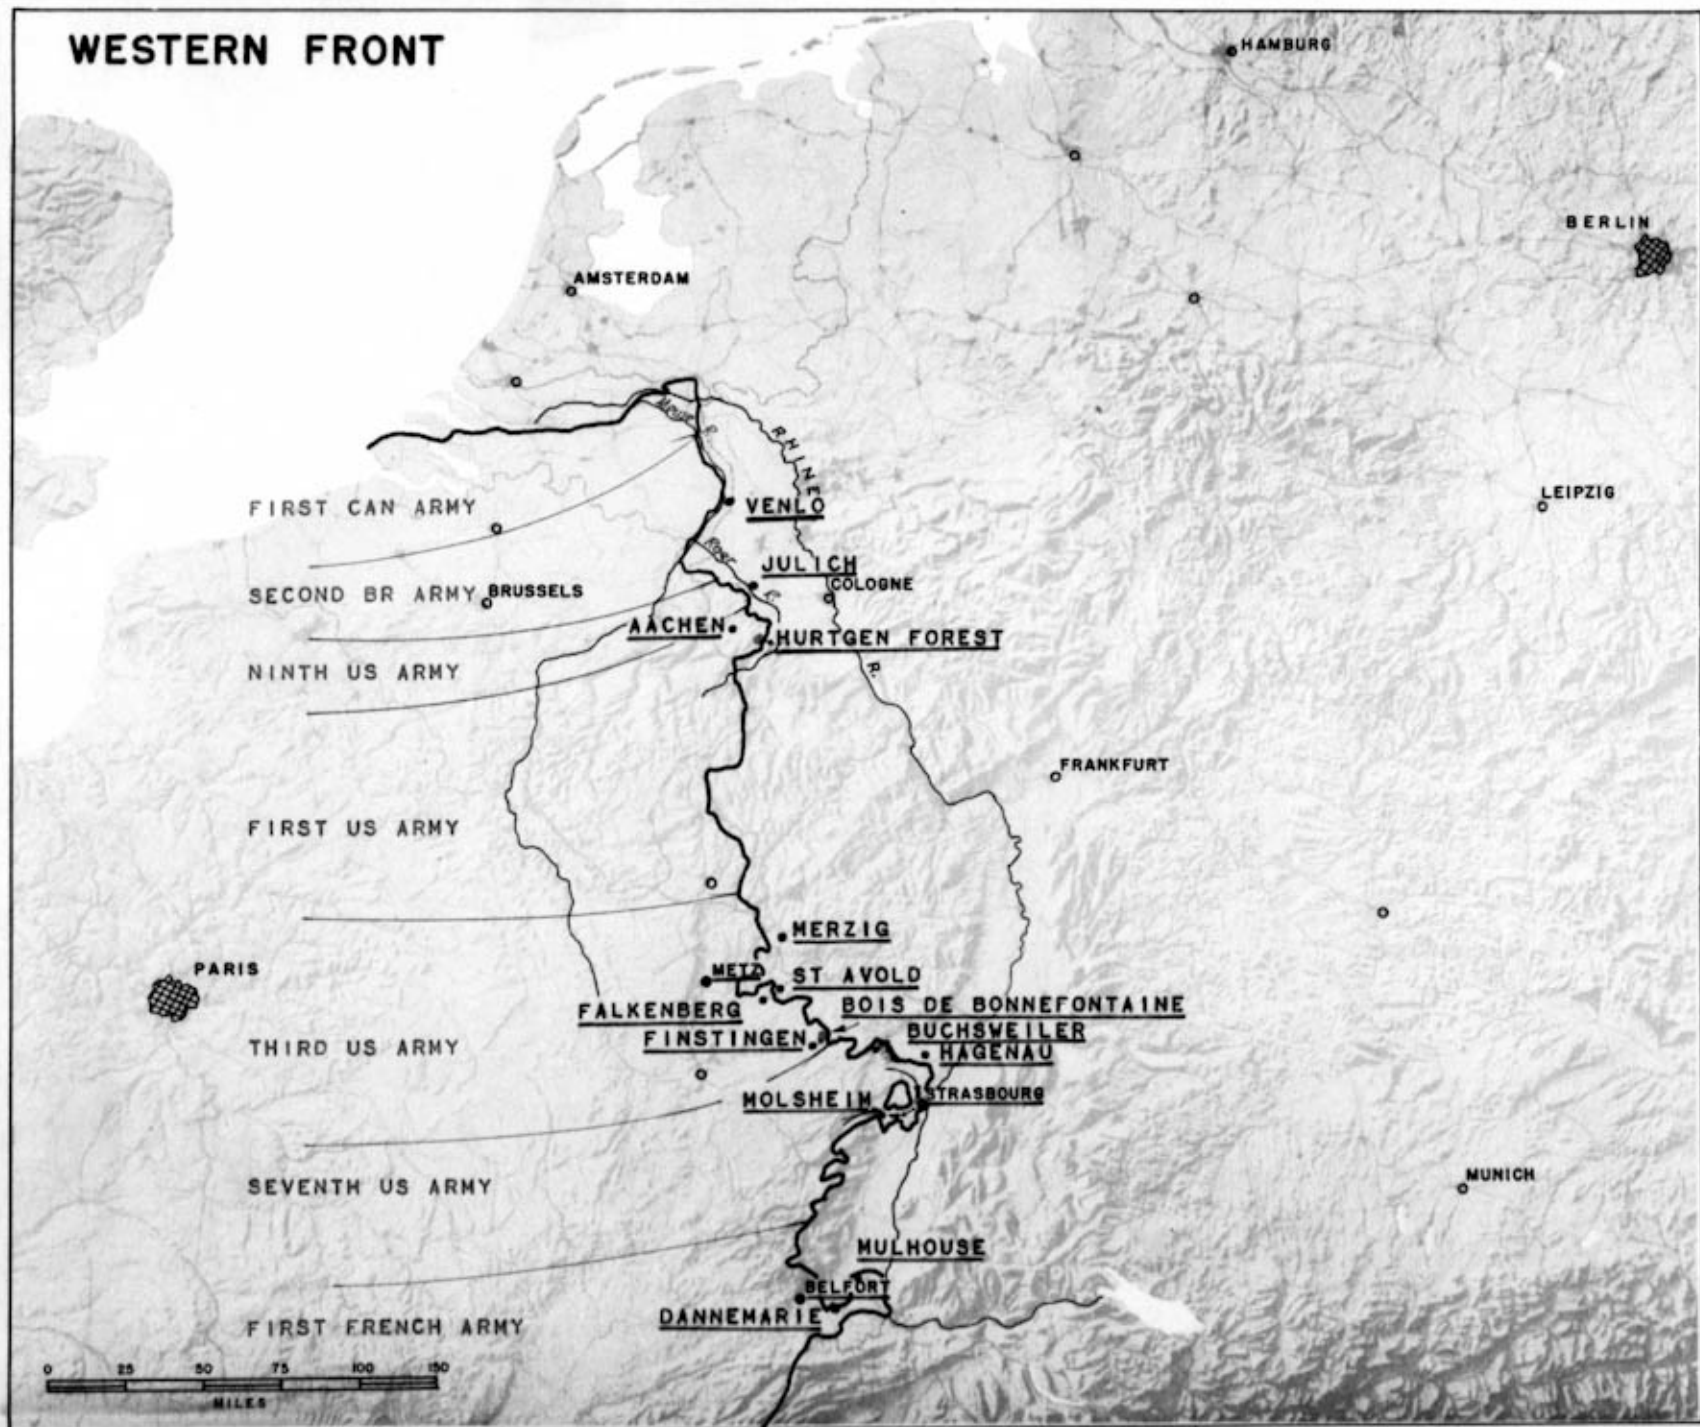 WESTERN FRONT
HAMBURG
BERLIN
AMSTERDAM
Meuse R.
RHINE
R.
LEIPZIG
FIRST CAN ARMY
VENLO
Roer
R.
JULICH
COLOGNE
SECOND BR ARMY
BRUSSELS
AACHEN
HURTGEN FOREST
NINTH US ARMY
FRANKFURT
FIRST US ARMY
MERZIG
PARIS
METZ
ST AVOLD
FALKENBERG
BOIS DE BONNEFONTAINE
FINSTINGEN
BUCHSWEILER
THIRD US ARMY
HAGENAU
MOLSHEIM
STRASBOURG
SEVENTH US ARMY
MUNICH
MULHOUSE
BELFORT
DANNEMARIE
FIRST FRENCH ARMY
0 25 50 75 100 150
MILES